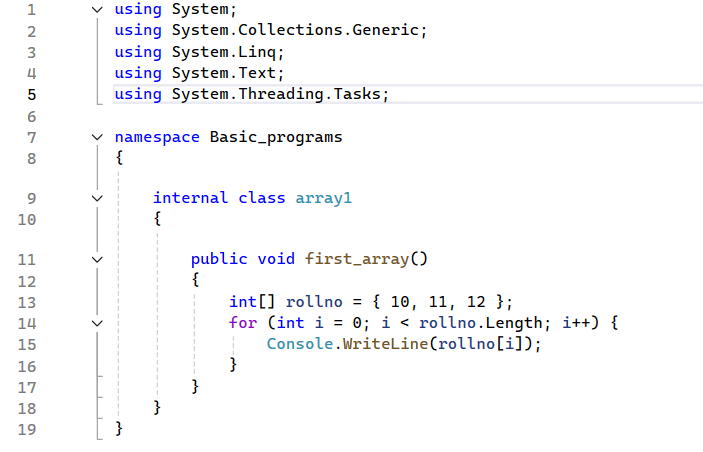 1 using System;
2 using System.Collections.Generic;
3 using System.Linq;
4 using System.Text;
5 using System.Threading.Tasks;
6
7 namespace Basic_programs
8 {
9 internal class array1
10 {
11 public void first_array()
12 {
13 int[] rollno = { 10, 11, 12 };
14 for (int i = 0; i < rollno.Length; i++) {
15 Console.WriteLine(rollno[i]);
16 }
17 }
18 }
19 }